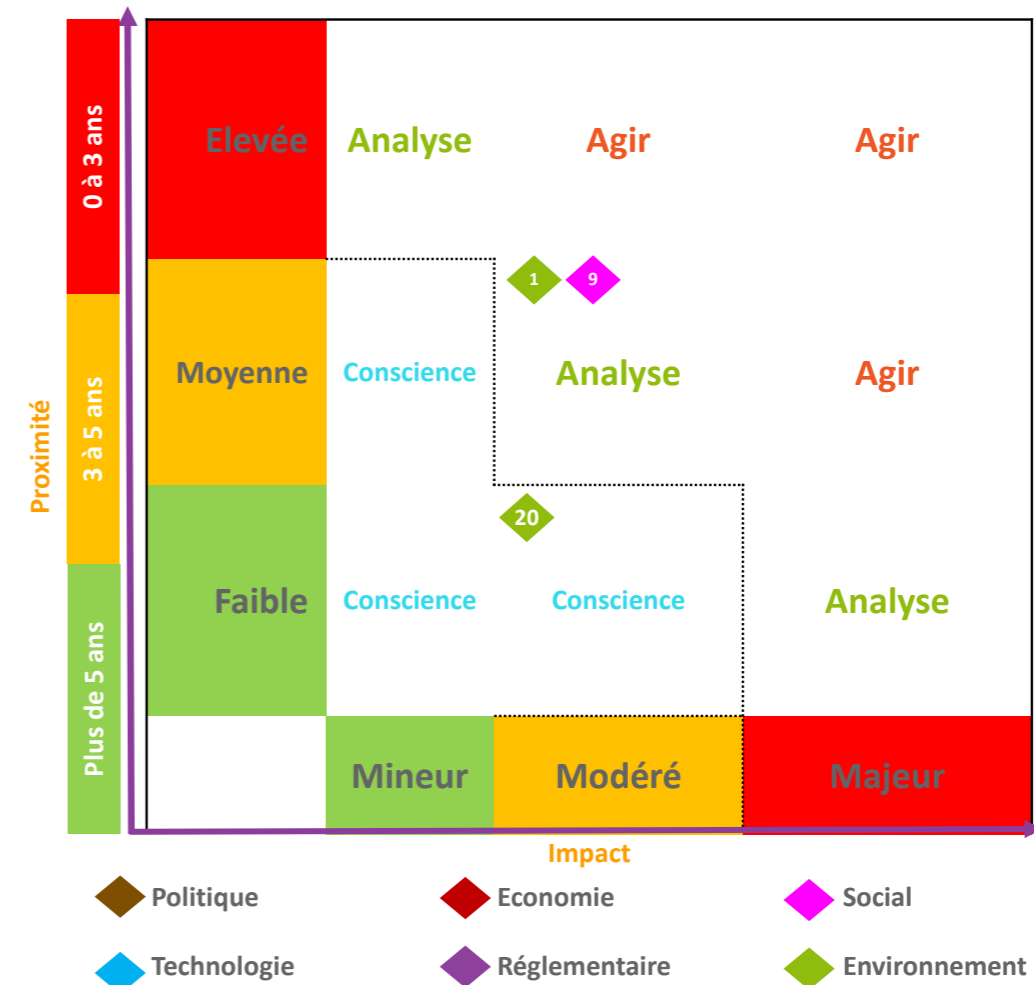 0 à 3 ans
Elevée
Analyse
Agir
Agir
1
9
Proximité
3 à 5 ans
Moyenne
Conscience
Analyse
Agir
20
Plus de 5 ans
Faible
Conscience
Conscience
Analyse
Mineur
Modéré
Majeur
Impact
Politique
Economie
Social
Technologie
Réglementaire
Environnement